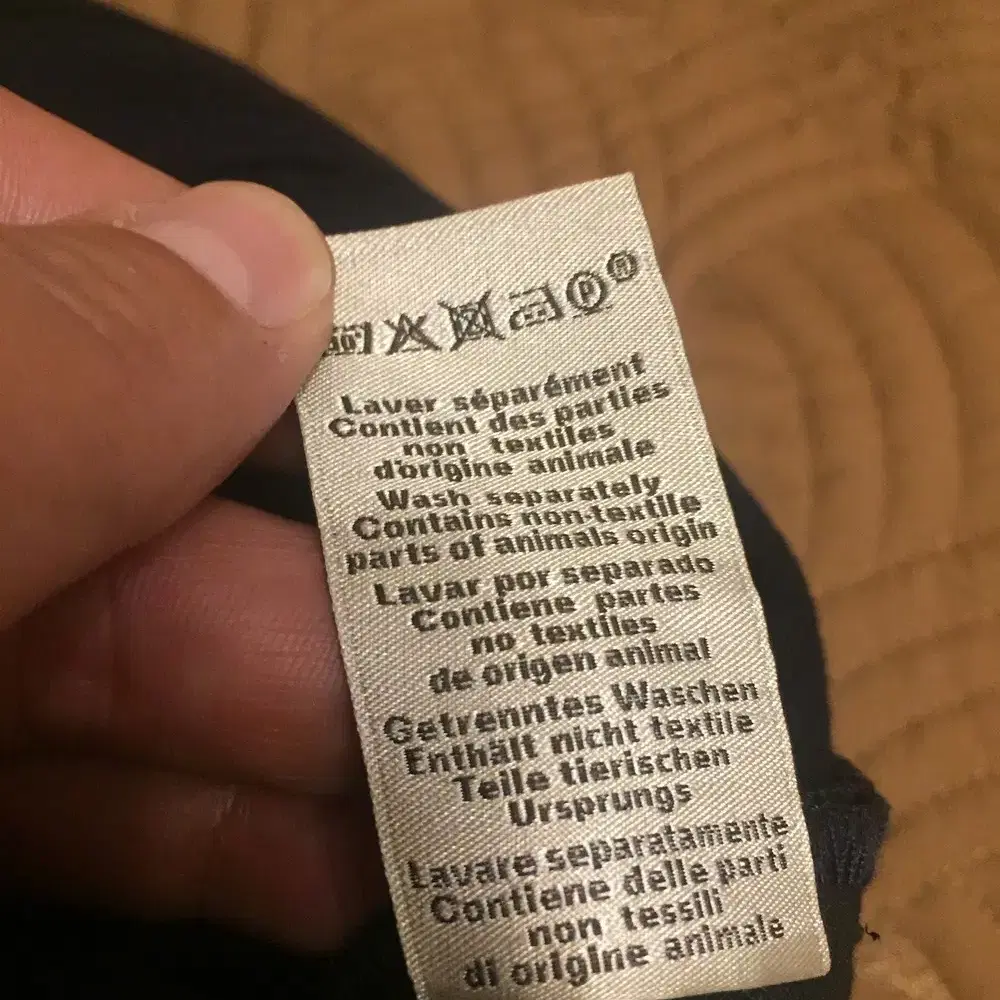 P
®
Laver séparément
Contient des parties
non textiles
d'origine animale
Wash separately
Contains non-textile
parts of animals origin
Lavar por separado
Contiene partes
no textiles
de origen animal
Getrenntes Waschen
Enthält nicht textile
Teile tierischen
Ursprungs
Lavare separatamente
Contiene delle parti
non tessili
di origine animale